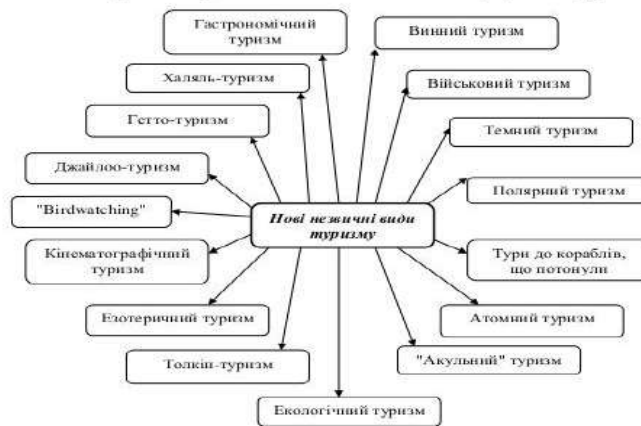 Гастрономічний
туризм
Винний туризм
Халяль-туризм
Військовий туризм
Гетто-туризм
Темний туризм
Джайлоо-туризм
Полярний туризм
"Birdwatching"
Нові незвичні види
туризму
Кінематографічний
туризм
Тури до кораблів,
що потонули
Езотеричний туризм
Атомний туризм
Толкін-туризм
"Акульний" туризм
Екологічний туризм